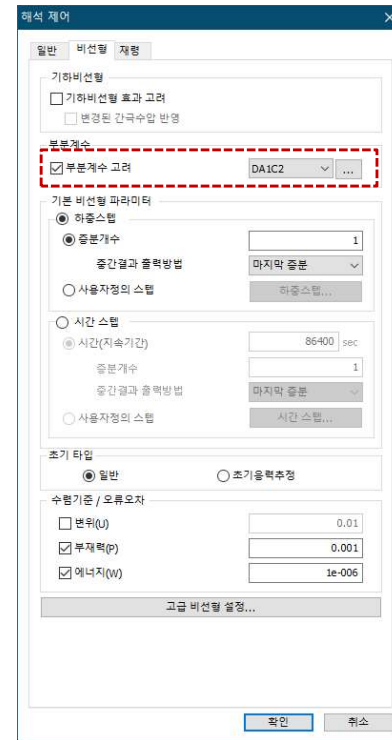 해석 제어 ×
일반 비선형 재령
기하비선형
기하비선형 효과 고려
변경된 간극수압 반영
부분계수
부분계수 고려 DA1C2 ...
기본 비선형 파라미터
하중스텝
증분개수 1
중간결과 출력방법 마지막 증분
사용자정의 스텝 하중스텝...
시간 스텝
시간(지속기간) 86400 sec
증분개수 1
중간결과 출력방법 마지막 증분
사용자정의 스텝 시간 스텝...
초기 타입
일반 초기응력추정
수렴기준 / 오류오차
변위(U) 0.01
부재력(P) 0.001
에너지(W) 1e-006
고급 비선형 설정...
확인 취소